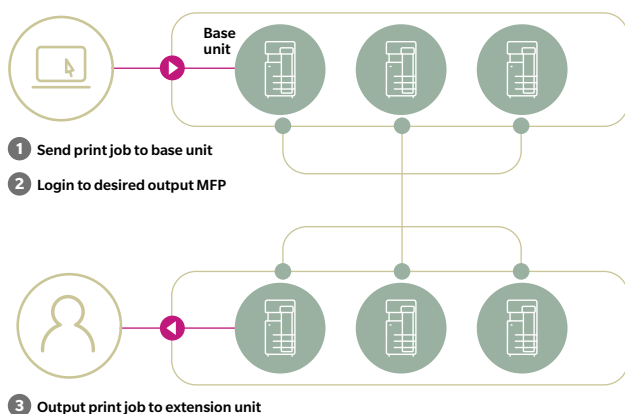 Base
unit
1 Send print job to base unit
2 Login to desired output MFP
3 Output print job to extension unit